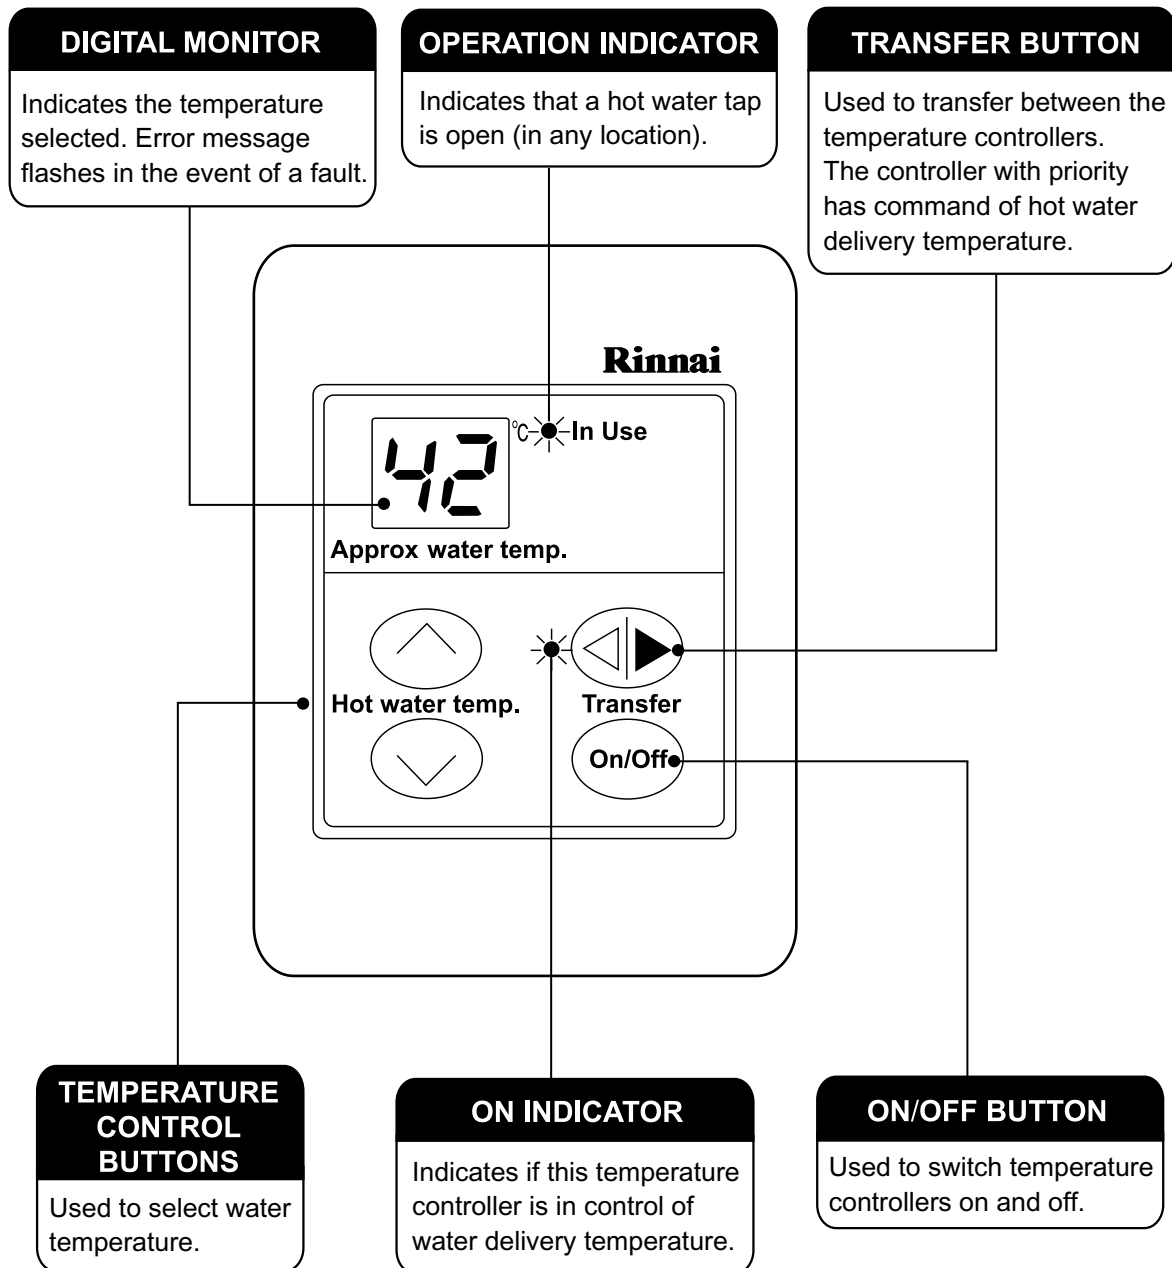 DIGITAL MONITOR
Indicates the temperature
selected. Error message
flashes in the event of a fault.
OPERATION INDICATOR
Indicates that a hot water tap
is open (in any location).
TRANSFER BUTTON
Used to transfer between the
temperature controllers.
The controller with priority
has command of hot water
delivery temperature.
Rinnai
42 °C In Use
Approx water temp.
Hot water temp.
Transfer
On/Off
TEMPERATURE
CONTROL
BUTTONS
Used to select water
temperature.
ON INDICATOR
Indicates if this temperature
controller is in control of
water delivery temperature.
ON/OFF BUTTON
Used to switch temperature
controllers on and off.